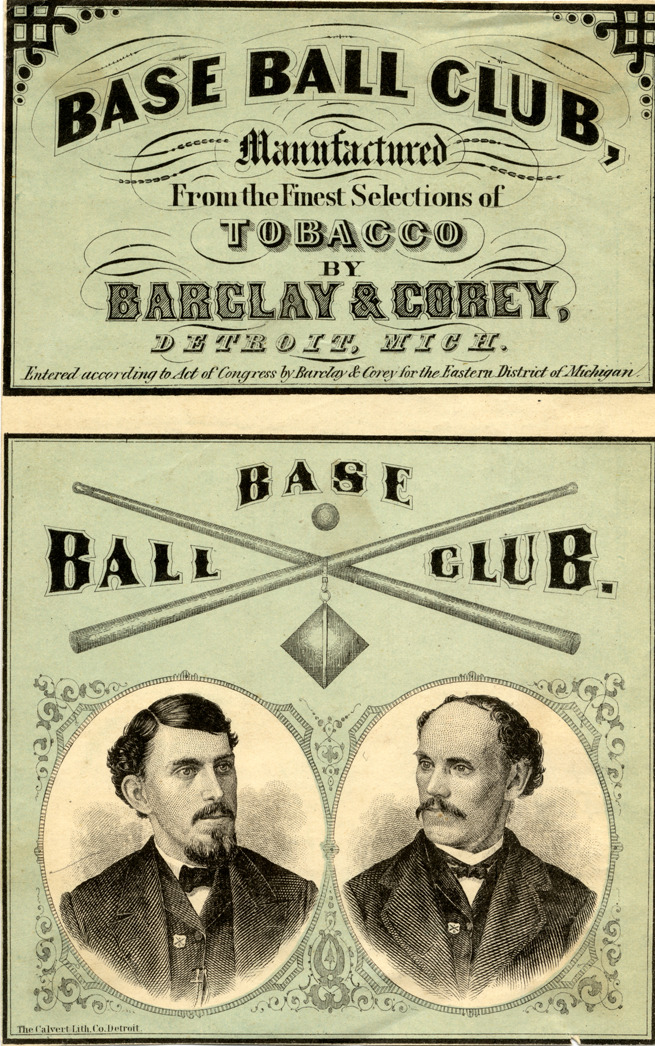 BASE BALL CLUB,
Manufactured
From the Finest Selections of
TOBACCO
BY
BARCLAY & COREY,
DETROIT, MICH.
Entered according to Act of Congress by Barclay & Corey for the Eastern District of Michigan
BASE
BALL CLUB.
The Calvert Lith. Co. Detroit.